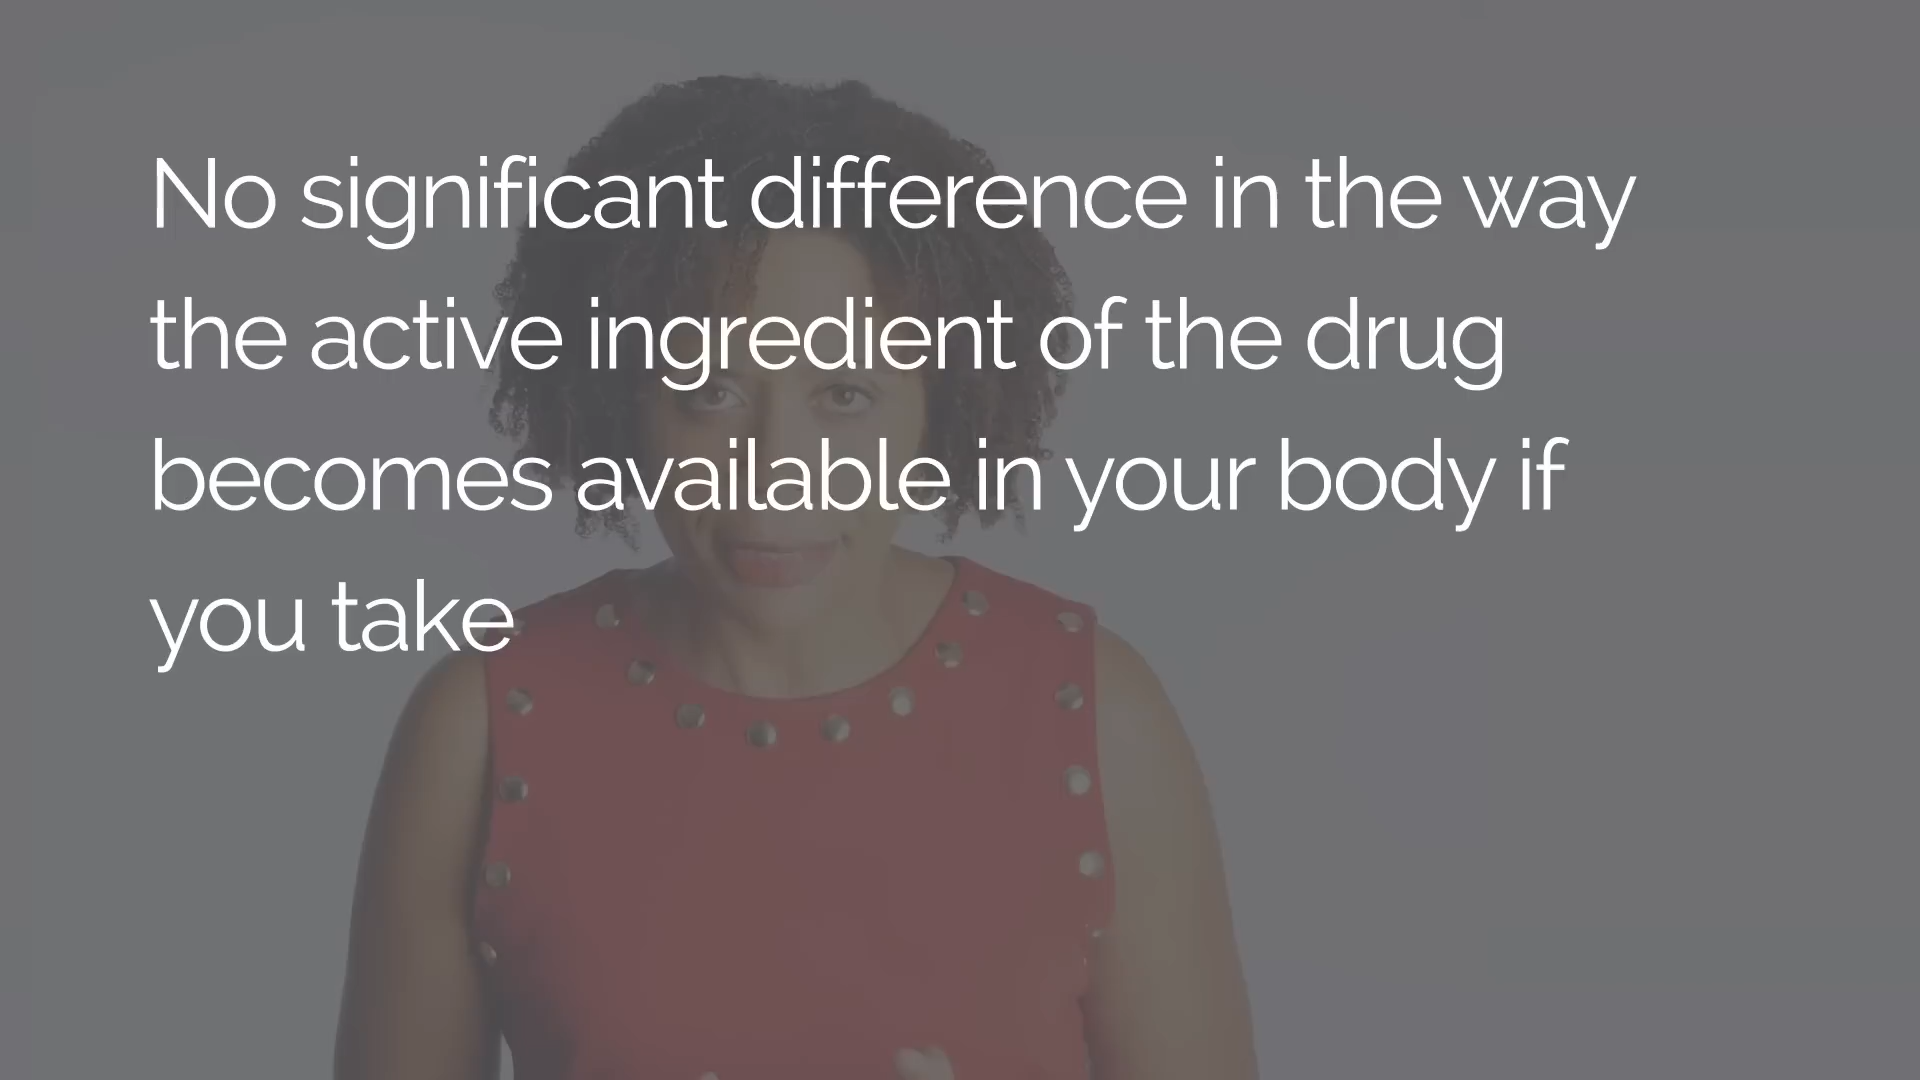 No significant difference in the way
the active ingredient of the drug
becomes available in your body if
you take